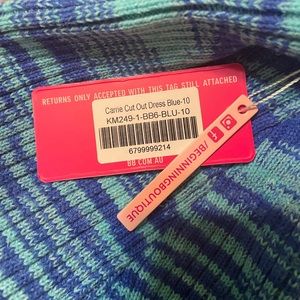 RETURNS ONLY ACCEPTED WITH THIS TAG STILL ATTACHED
Carrie Cut Out Dress Blue-10
KM249-1-BB6-BLU-10
6799999214
BB.COM.AU
/BEGINNINGBOUTIQUE